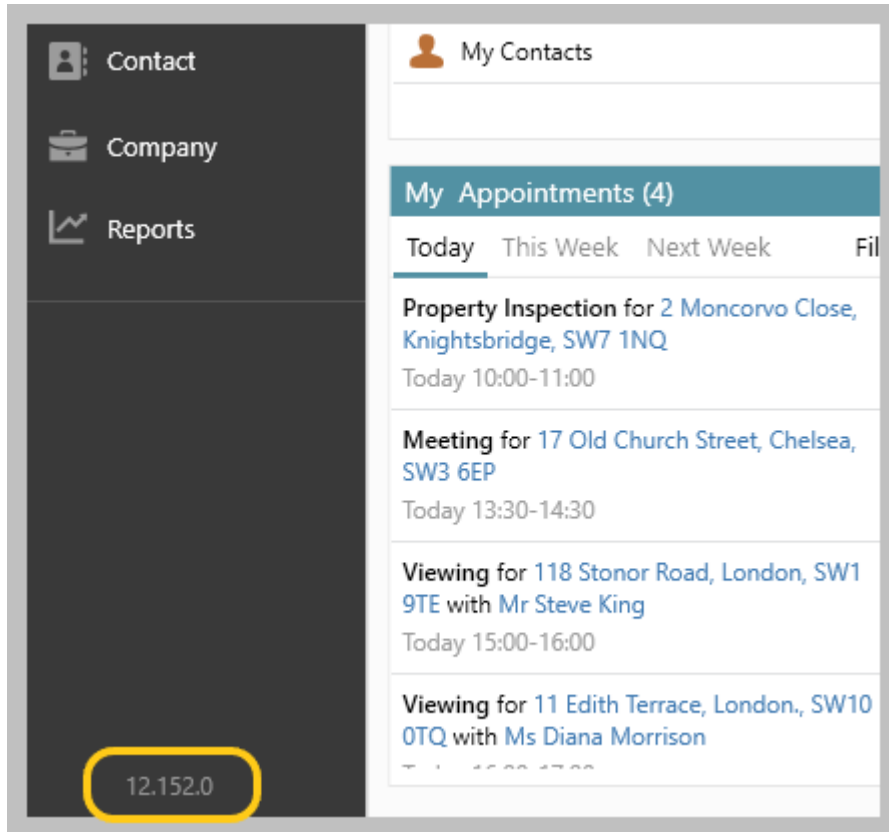 Contact
Company
Reports
12.152.0
My Contacts
My Appointments (4)
Today This Week Next Week Fil
Property Inspection for 2 Moncorvo Close,
Knightsbridge, SW7 1NQ
Today 10:00-11:00
Meeting for 17 Old Church Street, Chelsea,
SW3 6EP
Today 13:30-14:30
Viewing for 118 Stonor Road, London, SW1
9TE with Mr Steve King
Today 15:00-16:00
Viewing for 11 Edith Terrace, London., SW10
0TQ with Ms Diana Morrison